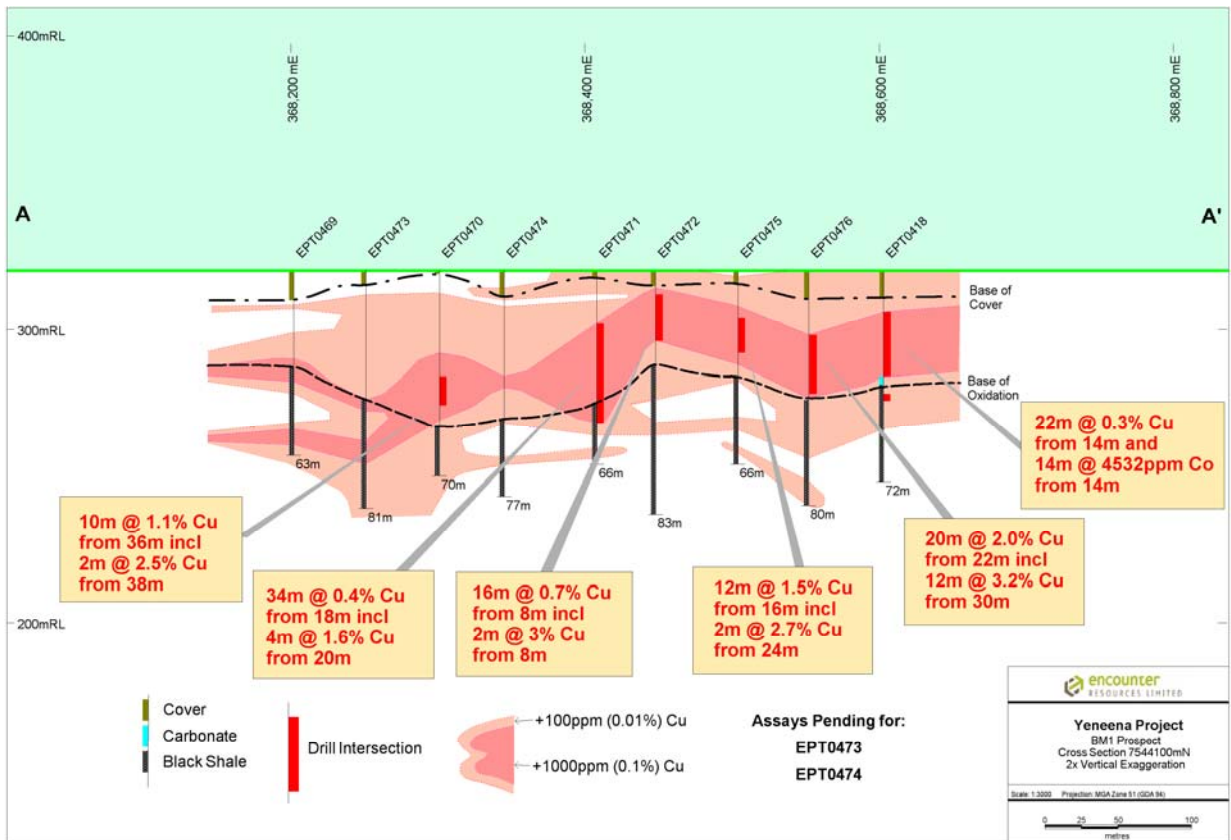 400mRL
368,200 mE
368,400 mE
368,600 mE
368,800 mE
A
A'
EPT0469
EPT0473
EPT0470
EPT0474
EPT0471
EPT0472
EPT0475
EPT0476
EPT0418
Base of
Cover
300mRL
Base of
Oxidation
63m
81m
70m
77m
66m
83m
66m
80m
72m
10m @ 1.1% Cu
from 36m incl
2m @ 2.5% Cu
from 38m
34m @ 0.4% Cu
from 18m incl
4m @ 1.6% Cu
from 20m
16m @ 0.7% Cu
from 8m incl
2m @ 3% Cu
from 8m
12m @ 1.5% Cu
from 16m incl
2m @ 2.7% Cu
from 24m
20m @ 2.0% Cu
from 22m incl
12m @ 3.2% Cu
from 30m
22m @ 0.3% Cu
from 14m and
14m @ 4532ppm Co
from 14m
200mRL
Cover
Carbonate
Black Shale
Drill Intersection
+100ppm (0.01%) Cu
+1000ppm (0.1%) Cu
Assays Pending for:
EPT0473
EPT0474
encounter
RESOURCES LIMITED
Yeneena Project
BM1 Prospect
Cross Section 7544100mN
2x Vertical Exaggeration
Scale: 1:3000 Projection: MGA Zone 51 (GDA 94)
0 25 50 100
metres